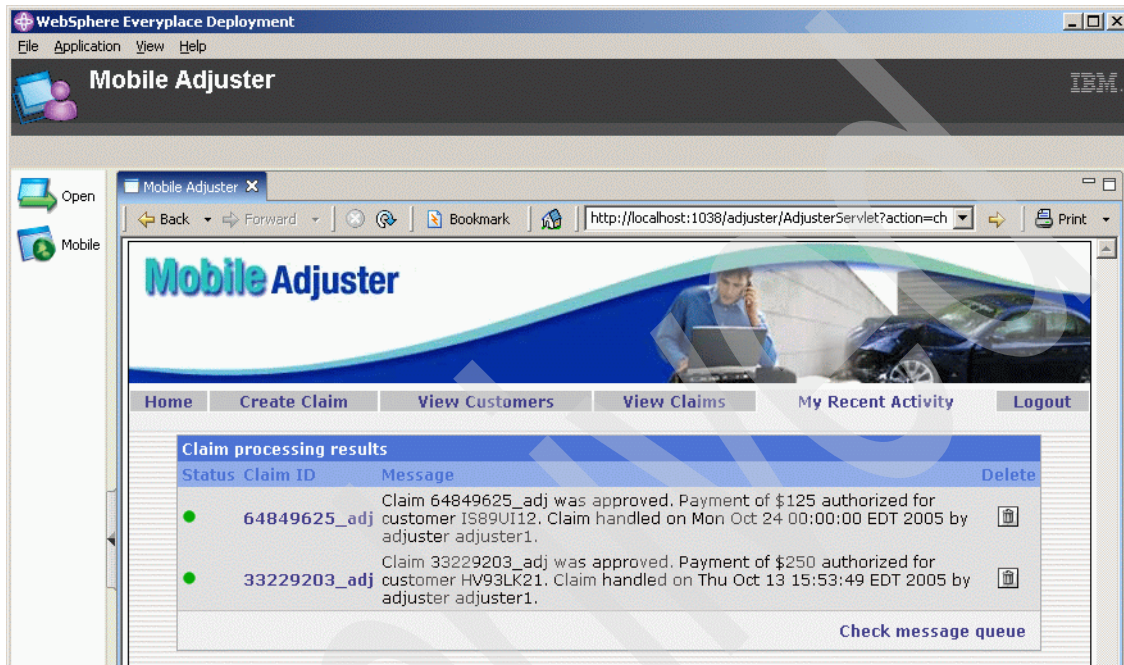 WebSphere Everyplace Deployment
File Application View Help
Mobile Adjuster
IBM.
Open
Mobile
Mobile Adjuster
Back Forward Bookmark http://localhost:1038/adjuster/AdjusterServlet?action=ch Print
Mobile Adjuster
Home Create Claim View Customers View Claims My Recent Activity Logout
Claim processing results
Status Claim ID Message Delete
Claim 64849625_adj was approved. Payment of $125 authorized for
64849625_adj customer IS89UI12. Claim handled on Mon Oct 24 00:00:00 EDT 2005 by
adjuster adjuster1.
Claim 33229203_adj was approved. Payment of $250 authorized for
33229203_adj customer HV93LK21. Claim handled on Thu Oct 13 15:53:49 EDT 2005 by
adjuster adjuster1.
Check message queue